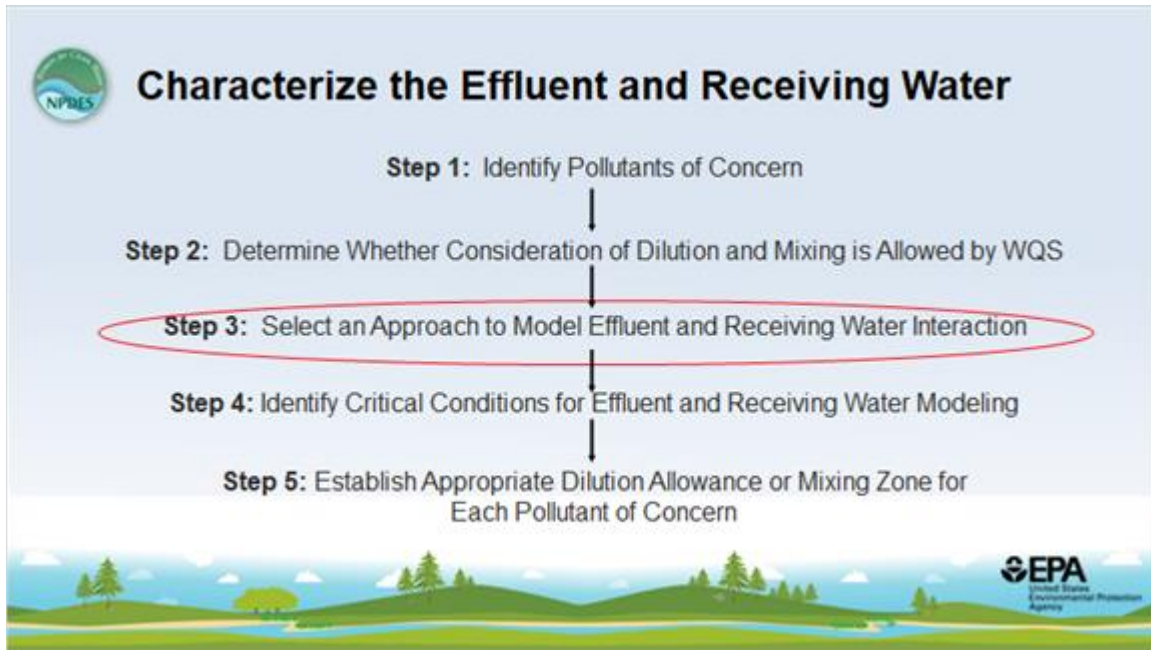 NPDES
Characterize the Effluent and Receiving Water
Step 1: Identify Pollutants of Concern
Step 2: Determine Whether Consideration of Dilution and Mixing is Allowed by WQS
Step 3: Select an Approach to Model Effluent and Receiving Water Interaction
Step 4: Identify Critical Conditions for Effluent and Receiving Water Modeling
Step 5: Establish Appropriate Dilution Allowance or Mixing Zone for
Each Pollutant of Concern
EPA
United States
Environmental Protection
Agency